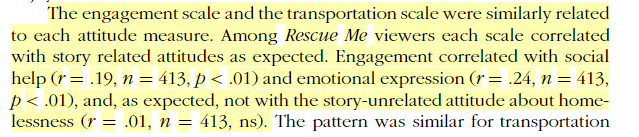 The engagement scale and the transportation scale were similarly related
to each attitude measure. Among Rescue Me viewers each scale correlated
with story related attitudes as expected. Engagement correlated with social
help (r = .19, n = 413, p < .01) and emotional expression (r = .24, n = 413,
p < .01), and, as expected, not with the story-unrelated attitude about home-
lessness (r = .01, n = 413, ns). The pattern was similar for transportation